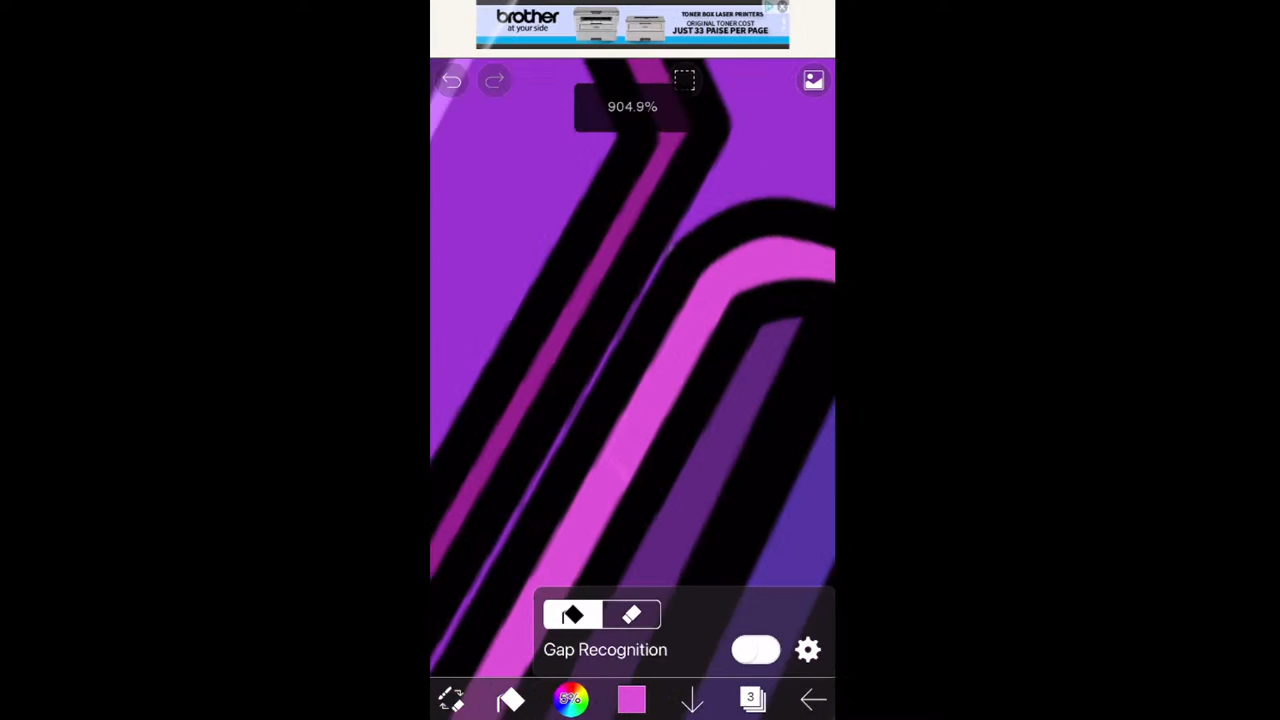 brother
at your side
TONER BOX LASER PRINTERS
ORIGINAL TONER COST
JUST 33 PAISE PER PAGE
904.9%
Gap Recognition
5%
3